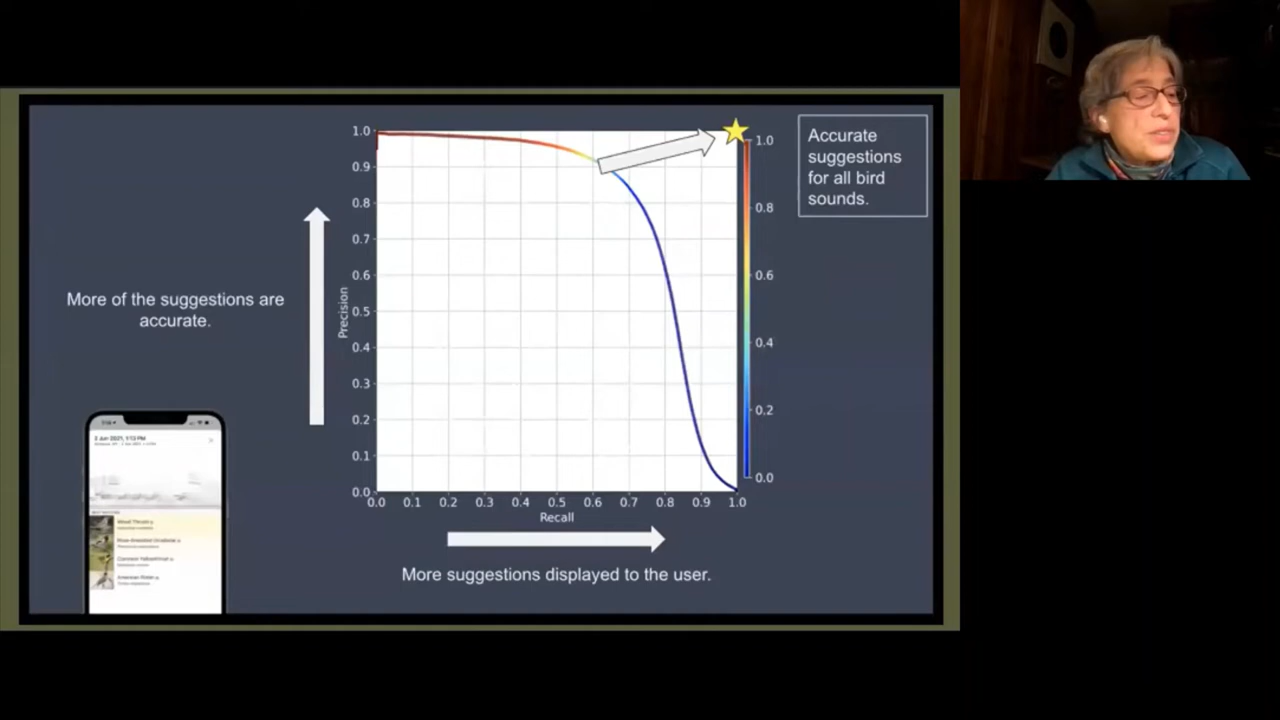 Accurate
suggestions
for all bird
sounds.
More of the suggestions are
accurate.
Precision
1.0
0.9
0.8
0.7
0.6
0.5
0.4
0.3
0.2
0.1
0.0
0.0 0.1 0.2 0.3 0.4 0.5 0.6 0.7 0.8 0.9 1.0
Recall
1.0
0.8
0.6
0.4
0.2
0.0
More suggestions displayed to the user.
Wood Thrush
American Robin